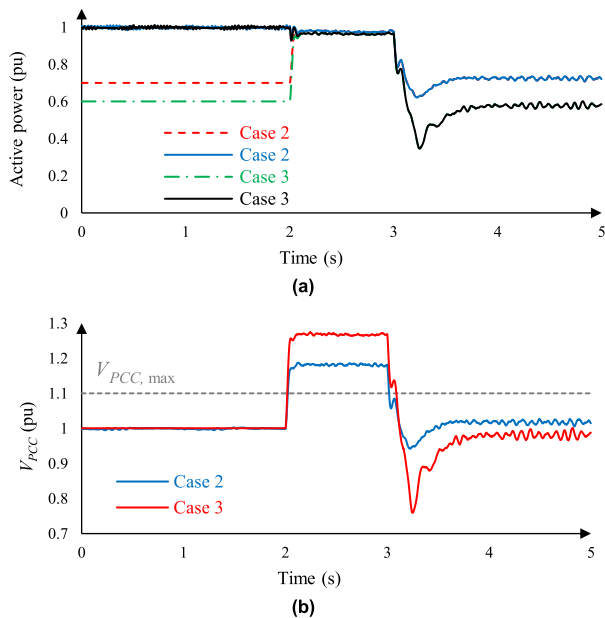 1
0.8
0.6
0.4
0.2
0
Active power (pu)
Case 2
Case 2
Case 3
Case 3
0 1 2 3 4 5
Time (s)
(a)
1.3
1.2
1.1
1
0.9
0.8
0.7
V_PCC (pu)
V_PCC, max
Case 2
Case 3
0 1 2 3 4 5
Time (s)
(b)